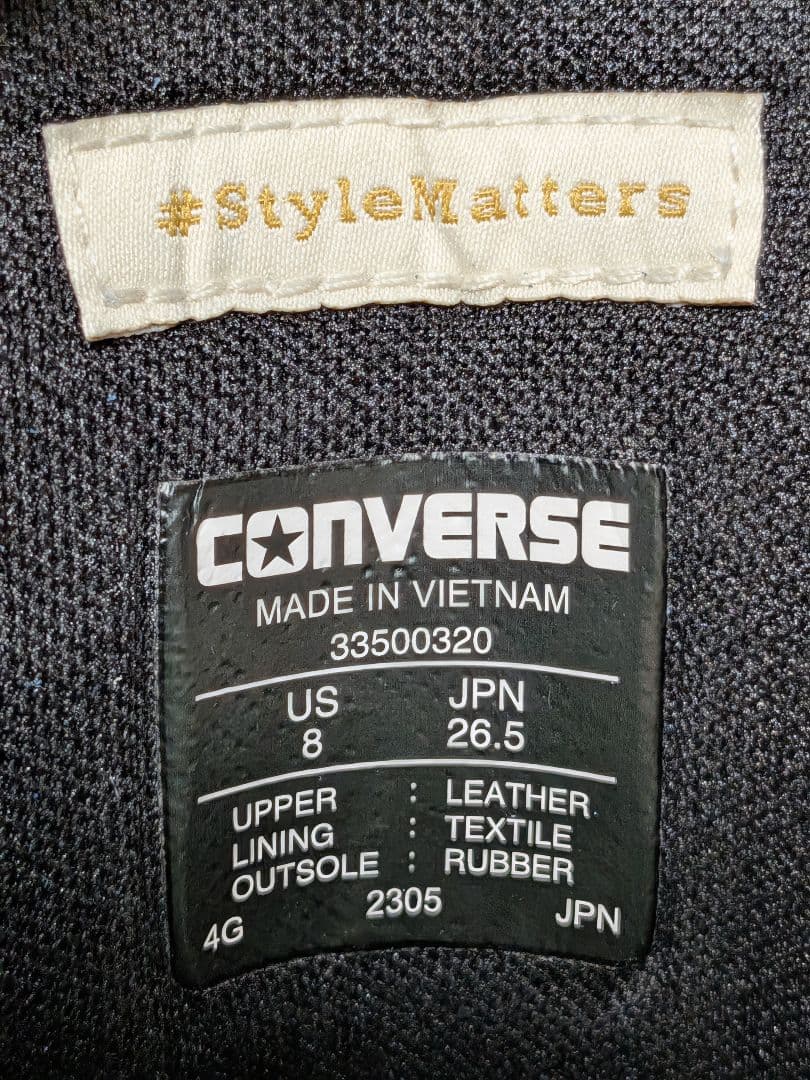 #StyleMatters
CONVERSE
MADE IN VIETNAM
33500320
US JPN
8 26.5
UPPER : LEATHER
LINING : TEXTILE
OUTSOLE : RUBBER
4G 2305 JPN